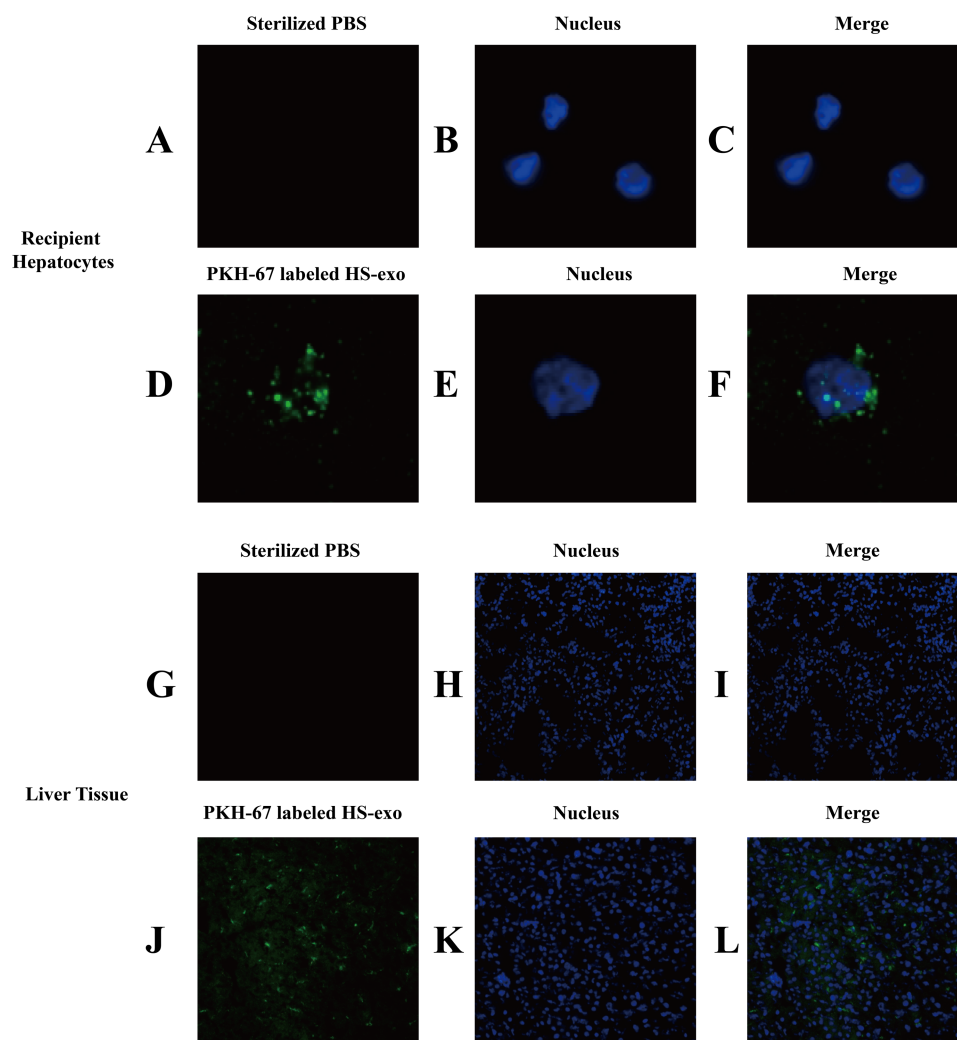 Sterilized PBS
Nucleus
Merge
A
B
C
Recipient
Hepatocytes
PKH-67 labeled HS-exo
Nucleus
Merge
D
E
F
Sterilized PBS
Nucleus
Merge
G
H
I
Liver Tissue
PKH-67 labeled HS-exo
Nucleus
Merge
J
K
L